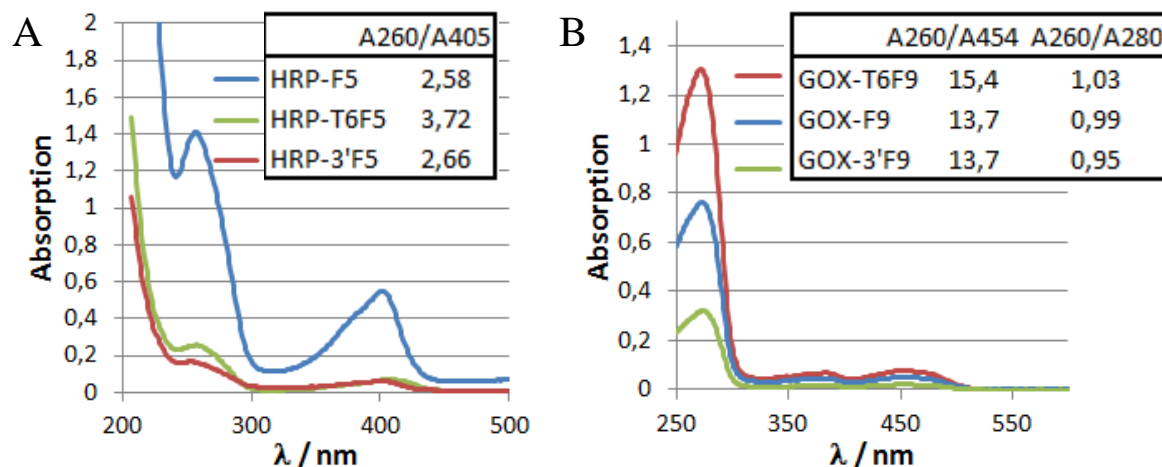 A
A260/A405
HRP-F5 2,58
HRP-T6F5 3,72
HRP-3'F5 2,66
2
1,8
1,6
1,4
1,2
1
0,8
0,6
0,4
0,2
0
Absorption
200 300 400 500
λ / nm
B
A260/A454 A260/A280
GOX-T6F9 15,4 1,03
GOX-F9 13,7 0,99
GOX-3'F9 13,7 0,95
1,4
1,2
1
0,8
0,6
0,4
0,2
0
Absorption
250 350 450 550
λ / nm